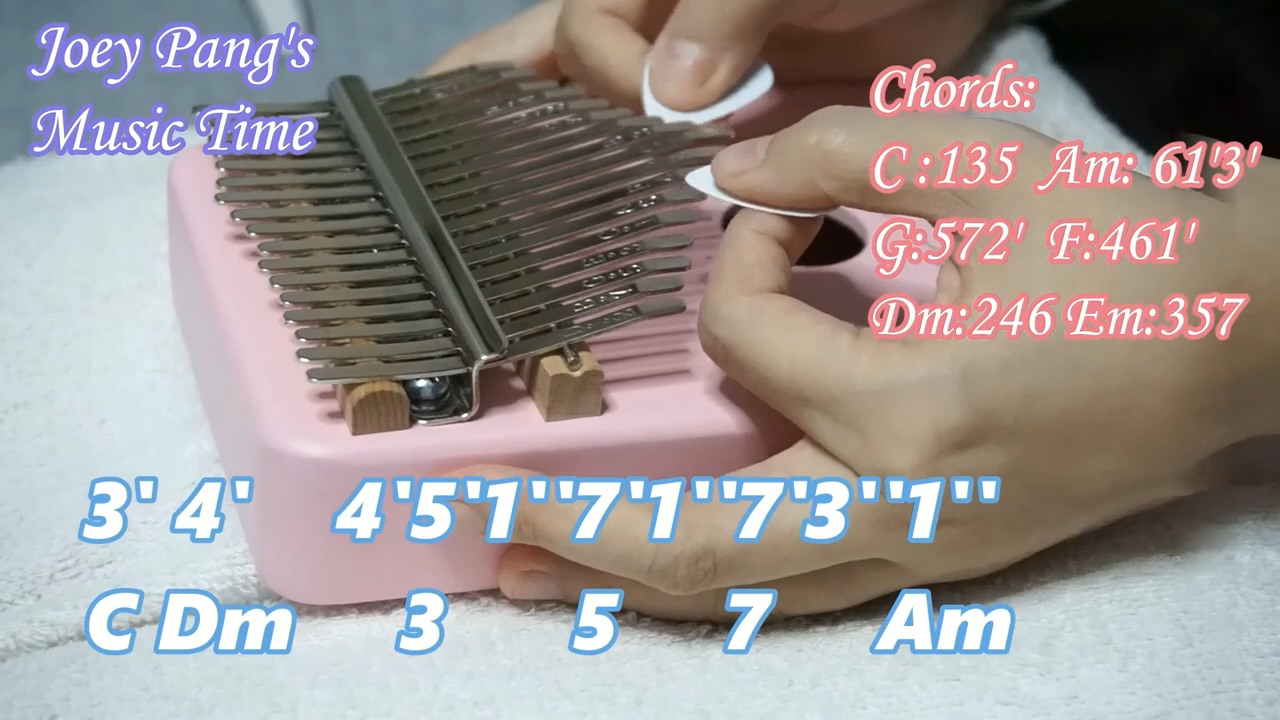 Joey Pang's
Music Time
Chords:
C :135 Am: 61'3'
G:572' F:461'
Dm:246 Em:357
3' 4' 4'5'1''7'1''7'3''1''
C Dm 3 5 7 Am